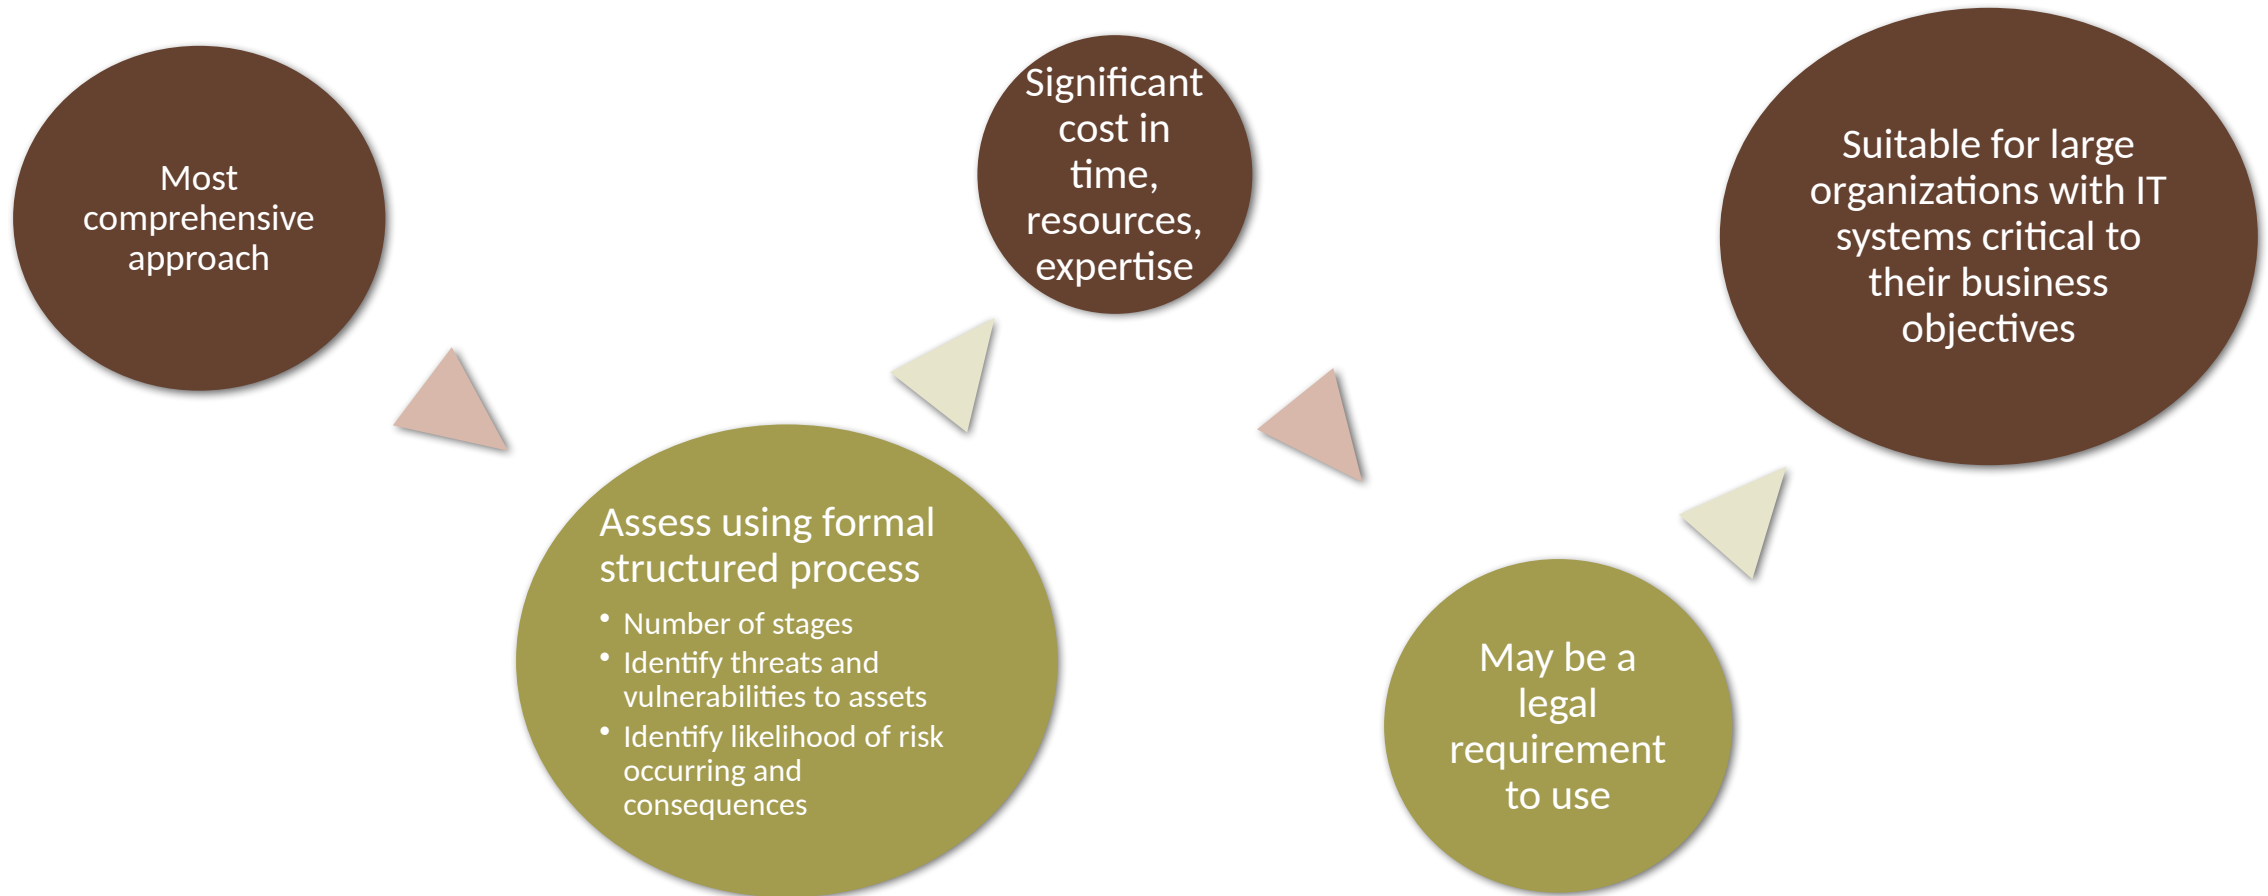 Most
comprehensive
approach
Assess using formal
structured process
• Number of stages
• Identify threats and
vulnerabilities to assets
• Identify likelihood of risk
occurring and
consequences
Significant
cost in
time,
resources,
expertise
May be a
legal
requirement
to use
Suitable for large
organizations with IT
systems critical to
their business
objectives